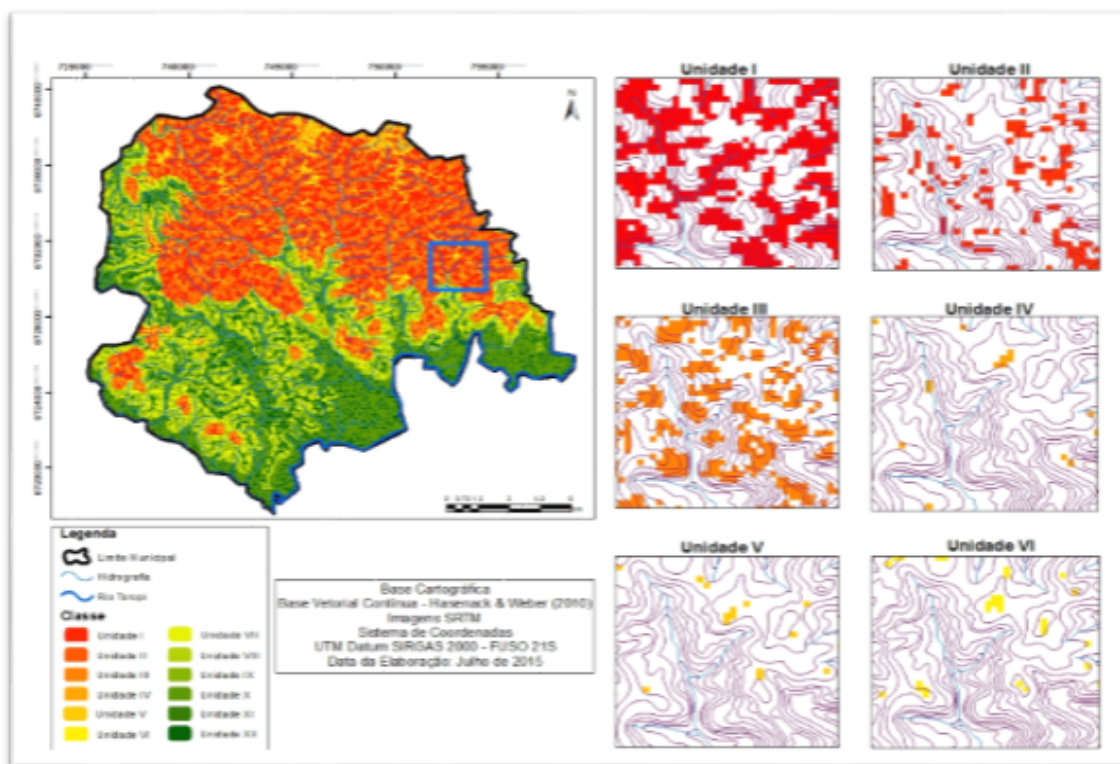 Unidade I
Unidade II
N
Unidade III
Unidade IV
Unidade V
Unidade VI
Legenda
Limite Municipal
Hidrografia
Rio Toropi
Classe
Unidade I
Unidade II
Unidade III
Unidade IV
Unidade V
Unidade VI
Unidade VII
Unidade VIII
Unidade IX
Unidade X
Unidade XI
Unidade XII
Base Cartográfica
Base Vetorial Contínua - Hasenack & Weber (2010)
Imagens SRTM
Sistema de Coordenadas
UTM Datum SIRGAS 2000 - FUSO 21S
Data da Elaboração: Julho de 2015